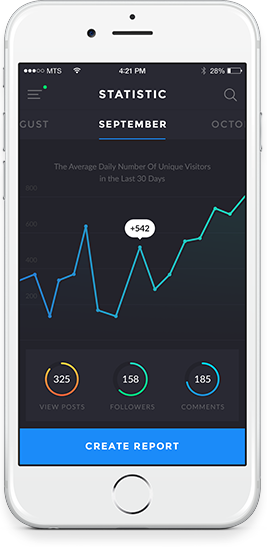 MTS 4:21 PM 28%
STATISTIC
GUST SEPTEMBER OCTO
The Average Daily Number Of Unique Visitors
in the Last 30 Days
800
600
+542
400
200
325 158 185
VIEW POSTS FOLLOWERS COMMENTS
CREATE REPORT